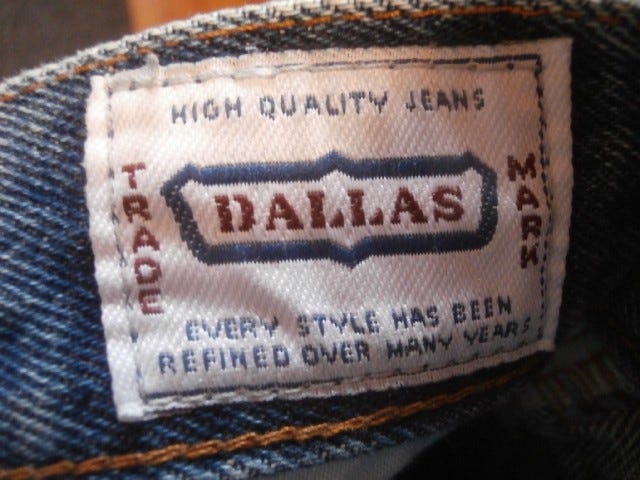 HIGH QUALITY JEANS
TRADE
DALLAS
MARK
EVERY STYLE HAS BEEN
REFINED OVER MANY YEARS